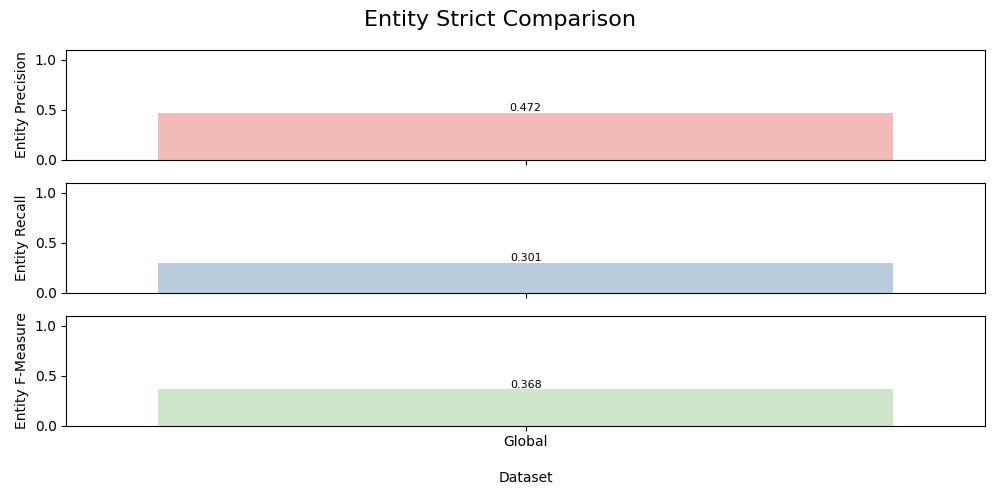 Entity Strict Comparison
Entity Precision
1.0
0.5
0.0
0.472
Entity Recall
1.0
0.5
0.0
0.301
Entity F-Measure
1.0
0.5
0.0
0.368
Global
Dataset